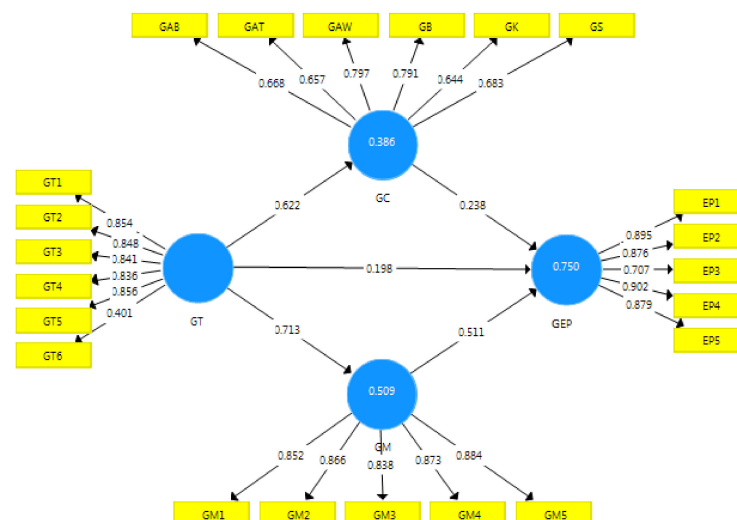 GAB GAT GAW GB GK GS
0.668 0.657 0.797 0.791 0.644 0.683
0.386
GC
GT1
GT2
GT3
GT4
GT5
GT6
0.854
0.848
0.841
0.836
0.856
0.401
GT
0.622
0.238
0.198
0.713
0.511
0.750
GEP
0.895
0.876
0.707
0.902
0.879
EP1
EP2
EP3
EP4
EP5
0.509
GM
0.852 0.866 0.838 0.873 0.884
GM1 GM2 GM3 GM4 GM5